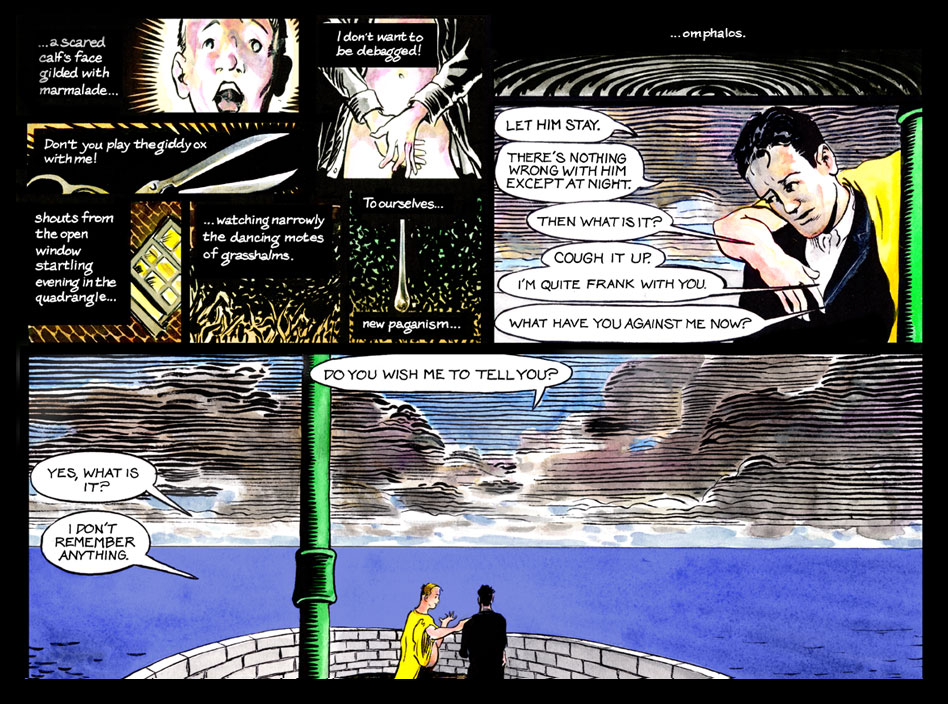 ...a scared
calf's face
gilded with
marmalade...
I don't want to
be debagged!
Don't you play the giddy ox
with me!
shouts from
the open
window
startling
evening in the
quadrangle...
...watching narrowly
the dancing motes
of grasshalms.
To ourselves...
new paganism...
...omphalos.
LET HIM STAY.
THERE'S NOTHING
WRONG WITH HIM
EXCEPT AT NIGHT.
THEN WHAT IS IT?
COUGH IT UP.
I'M QUITE FRANK WITH YOU.
WHAT HAVE YOU AGAINST ME NOW?
DO YOU WISH ME TO TELL YOU?
YES, WHAT IS
IT?
I DON'T
REMEMBER
ANYTHING.